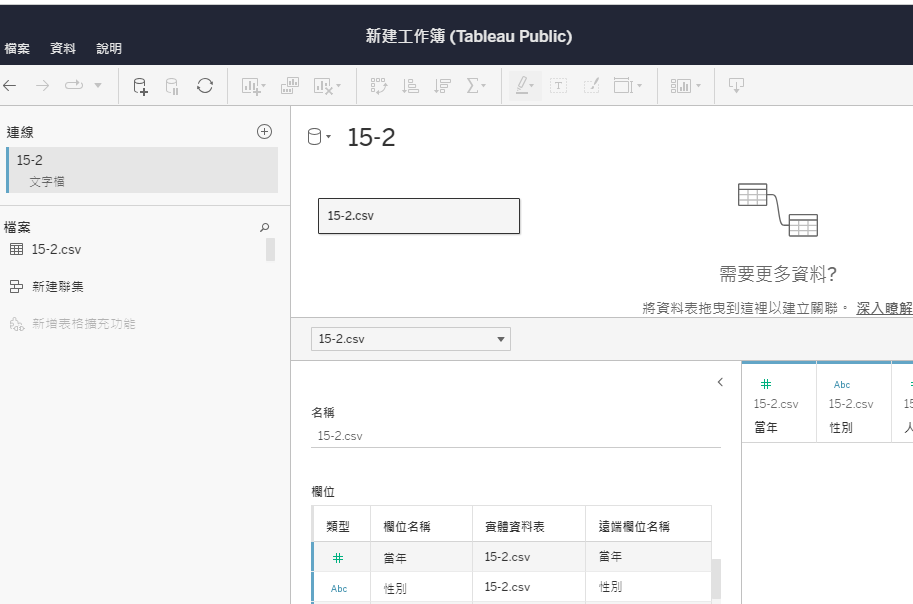 新建工作簿 (Tableau Public)
檔案 資料 說明
連線
15-2
文字檔
檔案
15-2.csv
新建聯集
新增表格擴充功能
15-2
15-2.csv
需要更多資料?
將資料表拖曳到這裡以建立關聯。 深入瞭解
15-2.csv
名稱
15-2.csv
欄位
類型 欄位名稱 實體資料表 遠端欄位名稱
# 當年 15-2.csv 當年
Abc 性別 15-2.csv 性別
# Abc
15-2.csv 15-2.csv 15
當年 性別 人